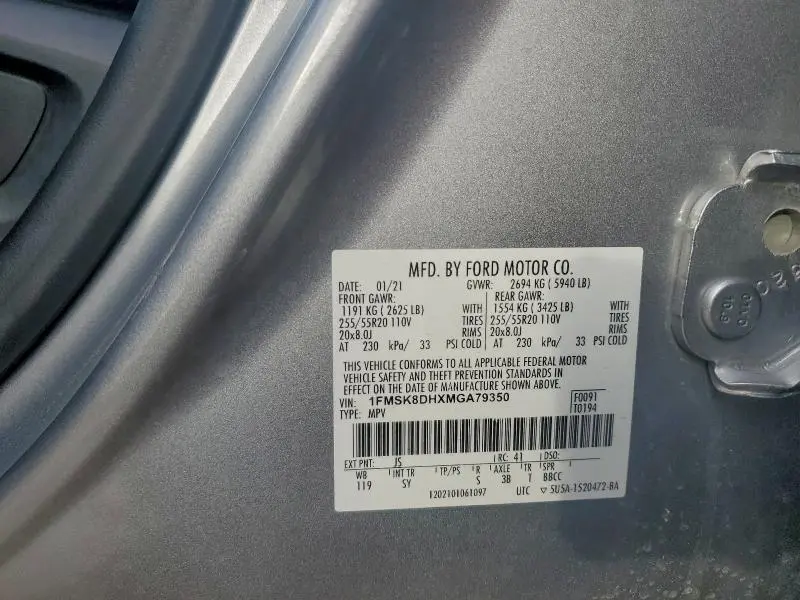 MFD. BY FORD MOTOR CO.
DATE: 01/21 GVWR: 2694 KG ( 5940 LB)
FRONT GAWR: REAR GAWR:
1191 KG ( 2625 LB) WITH 1554 KG ( 3425 LB) WITH
255/55R20 110V TIRES 255/55R20 110V TIRES
20x8.0J RIMS 20x8.0J RIMS
AT 230 kPa/ 33 PSI COLD AT 230 kPa/ 33 PSI COLD
THIS VEHICLE CONFORMS TO ALL APPLICABLE FEDERAL MOTOR
VEHICLE SAFETY AND THEFT PREVENTION STANDARDS IN
EFFECT ON THE DATE OF MANUFACTURE SHOWN ABOVE.
VIN: 1FMSK8DHXMGA79350 F0091
TYPE: MPV T0194
EXT PNT: JS RC: 41 DSO:
WB INT TR TP/PS R AXLE TR SPR
119 SY S 3B T BBCC
1202101061097 UTC ▽ 5U5A-1520472-BA